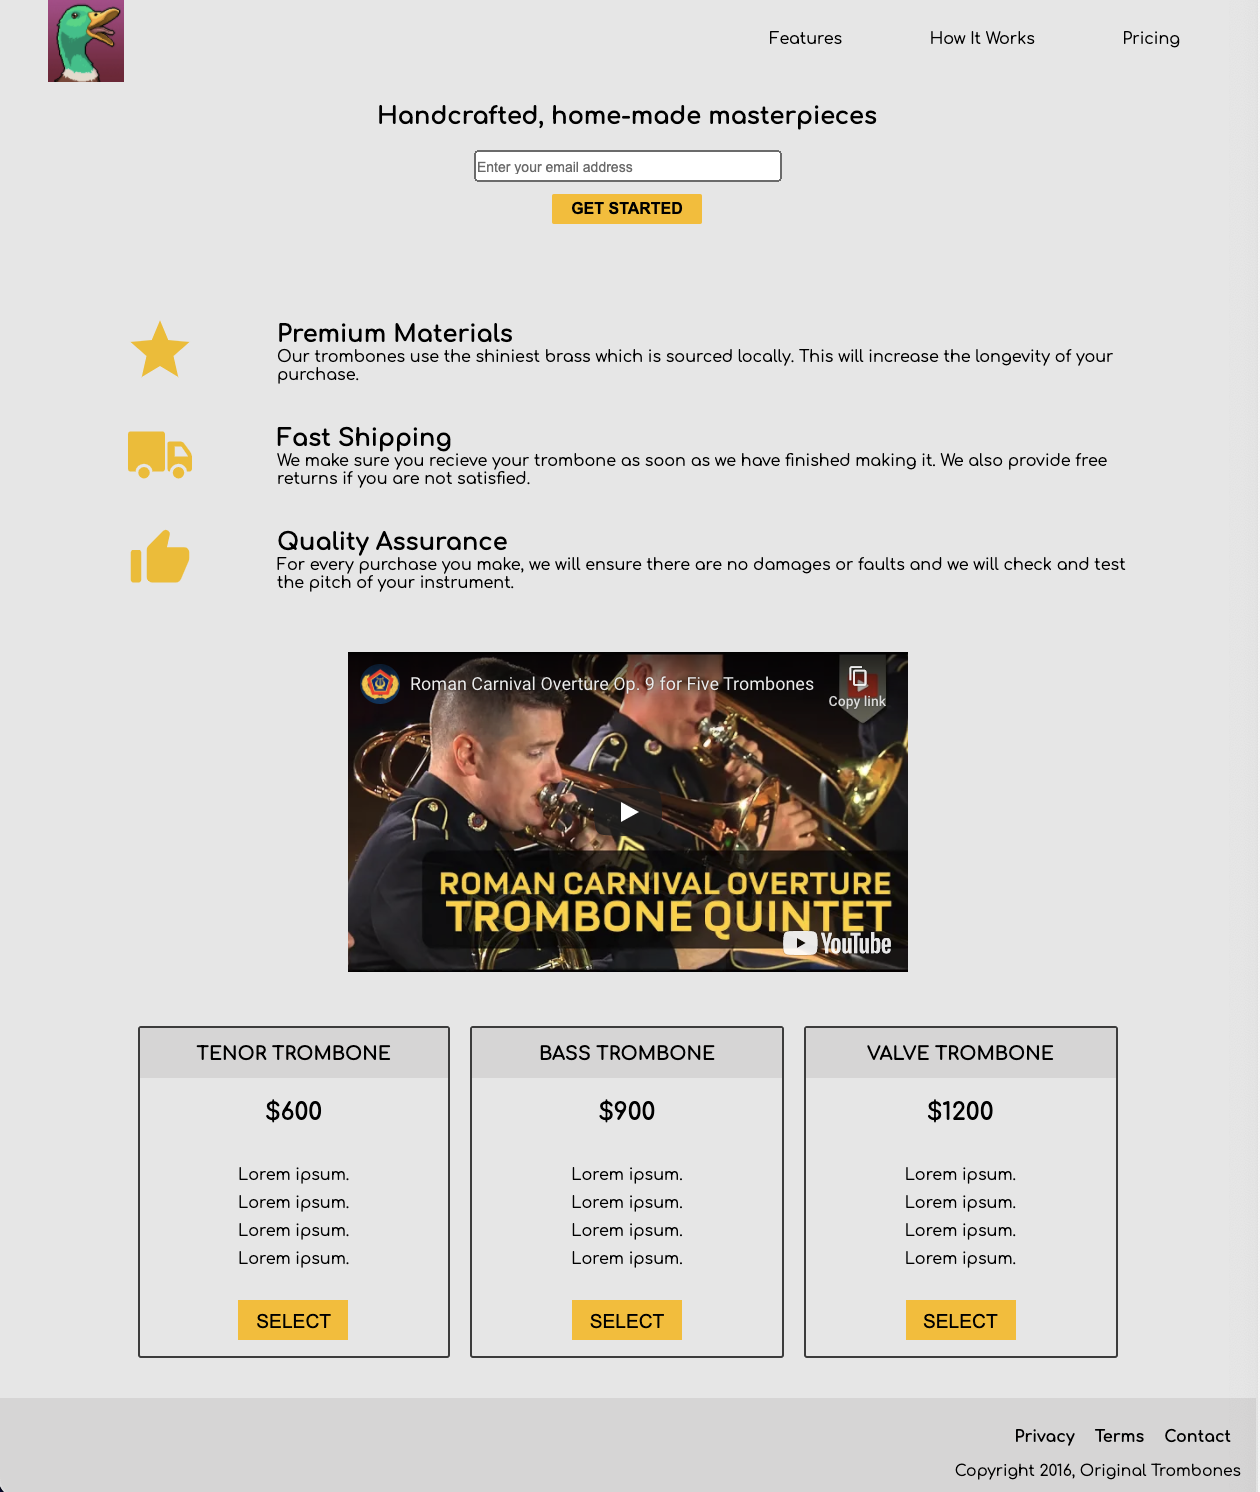 Features
How It Works
Pricing
Handcrafted, home-made masterpieces
Enter your email address
GET STARTED
Premium Materials
Our trombones use the shiniest brass which is sourced locally. This will increase the longevity of your
purchase.
Fast Shipping
We make sure you recieve your trombone as soon as we have finished making it. We also provide free
returns if you are not satisfied.
Quality Assurance
For every purchase you make, we will ensure there are no damages or faults and we will check and test
the pitch of your instrument.
Roman Carnival Overture Op. 9 for Five Trombones
Copy link
ROMAN CARNIVAL OVERTURE
TROMBONE QUINTET
YouTube
TENOR TROMBONE
$600
Lorem ipsum.
Lorem ipsum.
Lorem ipsum.
Lorem ipsum.
SELECT
BASS TROMBONE
$900
Lorem ipsum.
Lorem ipsum.
Lorem ipsum.
Lorem ipsum.
SELECT
VALVE TROMBONE
$1200
Lorem ipsum.
Lorem ipsum.
Lorem ipsum.
Lorem ipsum.
SELECT
Privacy
Terms
Contact
Copyright 2016, Original Trombones